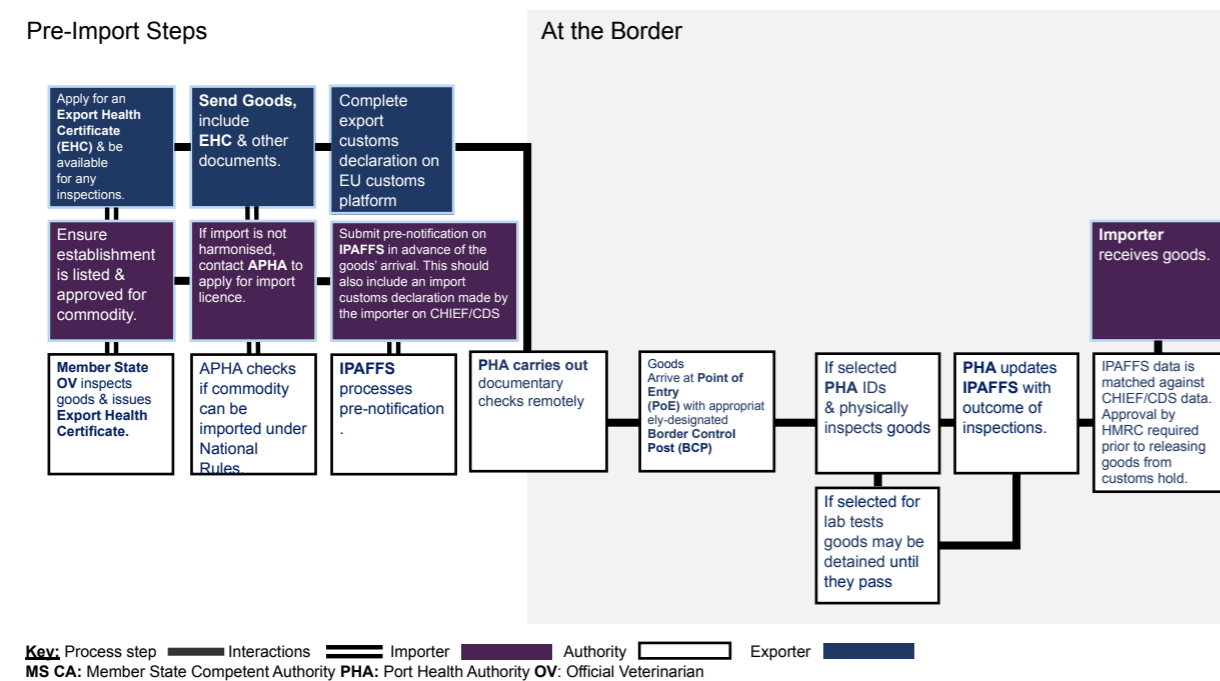 Pre-Import Steps
At the Border
Apply for an
Export Health
Certificate
(EHC) & be
available
for any
inspections.
Send Goods,
include
EHC & other
documents.
Complete
export
customs
declaration on
EU customs
platform
Ensure
establishment
is listed &
approved for
commodity.
If import is not
harmonised,
contact APHA to
apply for import
licence.
Submit pre-notification on
IPAFFS in advance of the
goods' arrival. This should
also include an import
customs declaration made by
the importer on CHIEF/CDS
Importer
receives goods.
Member State
OV inspects
goods & issues
Export Health
Certificate.
APHA checks
if commodity
can be
imported under
National
Rules.
IPAFFS
processes
pre-notification
.
PHA carries out
documentary
checks remotely
Goods
Arrive at Point of
Entry
(PoE) with appropriat
ely-designated
Border Control
Post (BCP)
If selected
PHA IDs
& physically
inspects goods
PHA updates
IPAFFS with
outcome of
inspections.
IPAFFS data is
matched against
CHIEF/CDS data.
Approval by
HMRC required
prior to releasing
goods from
customs hold.
If selected for
lab tests
goods may be
detained until
they pass
Key: Process step Interactions Importer Authority Exporter
MS CA: Member State Competent Authority PHA: Port Health Authority OV: Official Veterinarian